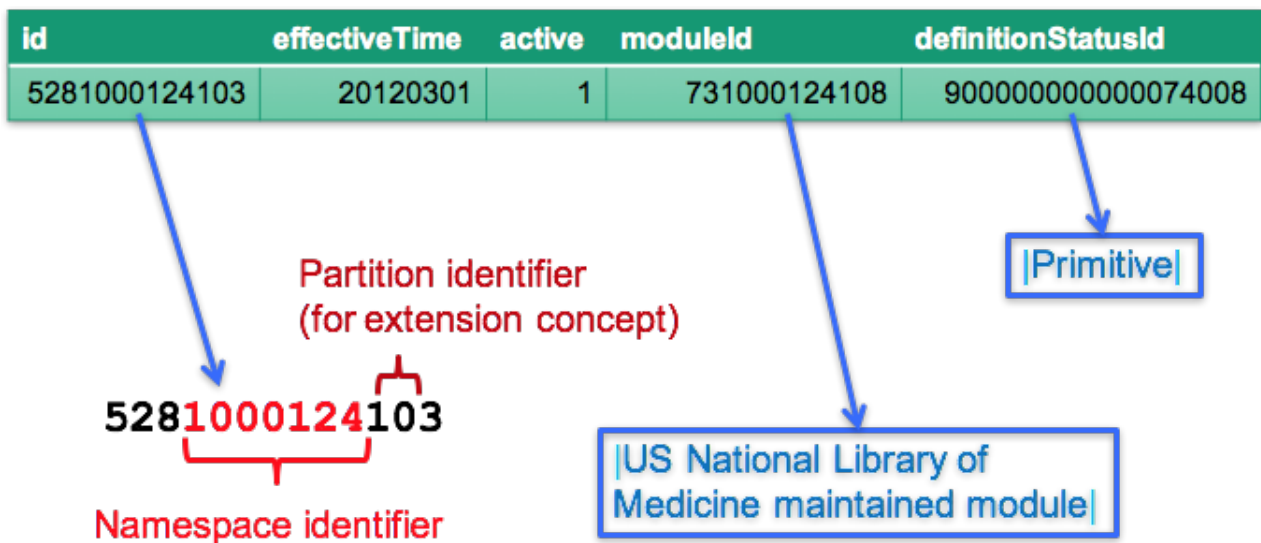 id effectiveTime active moduleId definitionStatusId
5281000124103 20120301 1 731000124108 900000000000074008
|Primitive|
Partition identifier
(for extension concept)
5281000124103
|US National Library of
Medicine maintained module|
Namespace identifier